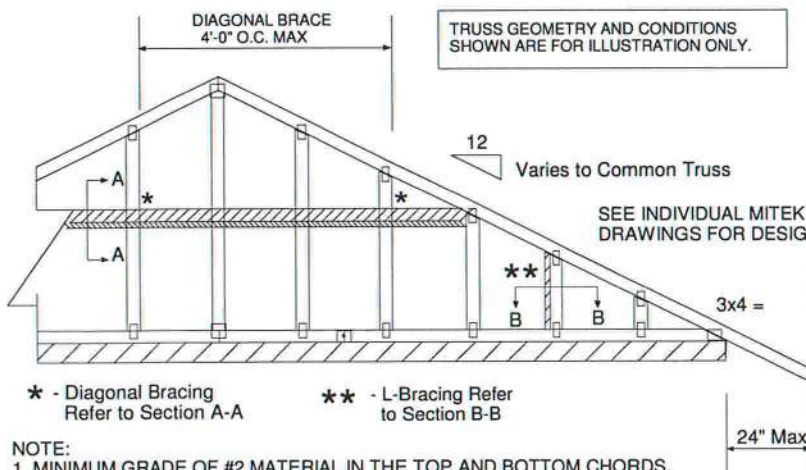 DIAGONAL BRACE
4'-0" O.C. MAX
TRUSS GEOMETRY AND CONDITIONS
SHOWN ARE FOR ILLUSTRATION ONLY.
12
Varies to Common Truss
A
*
*
SEE INDIVIDUAL MITEK
DRAWINGS FOR DESIG
A
**
B
B
3x4 =
* - Diagonal Bracing
Refer to Section A-A
** - L-Bracing Refer
to Section B-B
24" Max
NOTE:
1. MINIMUM GRADE OF #2 MATERIAL IN THE TOP AND BOTTOM CHORDS.